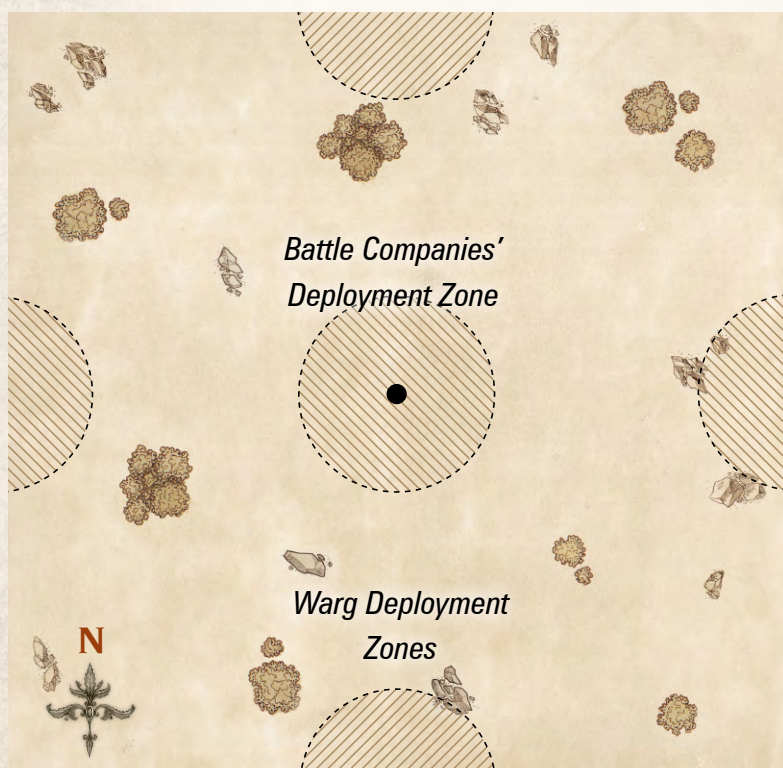 Battle Companies’
Deployment Zone
Warg Deployment
Zones
N